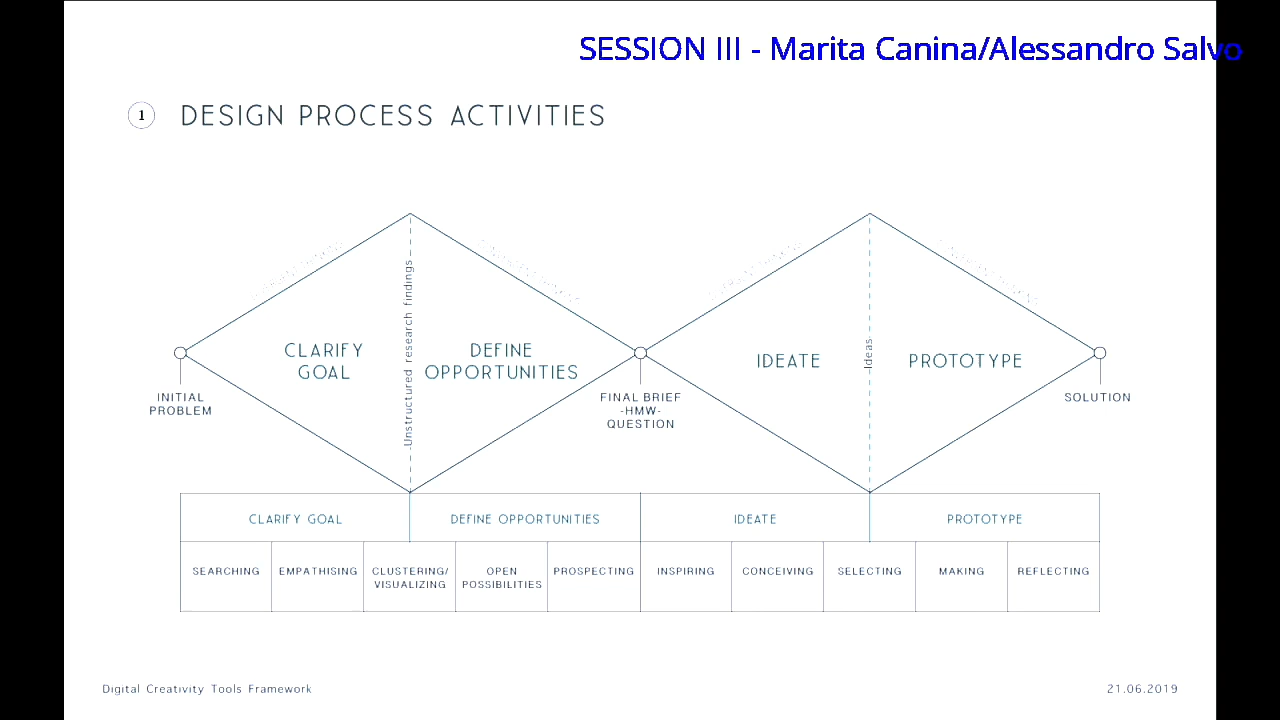 SESSION III - Marita Canina/Alessandro Salvo
1 DESIGN PROCESS ACTIVITIES
Unstructured research findings
CLARIFY
GOAL
DEFINE
OPPORTUNITIES
IDEATE
Ideas
PROTOTYPE
INITIAL
PROBLEM
FINAL BRIEF
-HMW-
QUESTION
SOLUTION
CLARIFY GOAL
DEFINE OPPORTUNITIES
IDEATE
PROTOTYPE
SEARCHING
EMPATHISING
CLUSTERING/
VISUALIZING
OPEN
POSSIBILITIES
PROSPECTING
INSPIRING
CONCEIVING
SELECTING
MAKING
REFLECTING
Digital Creativity Tools Framework
21.06.2019